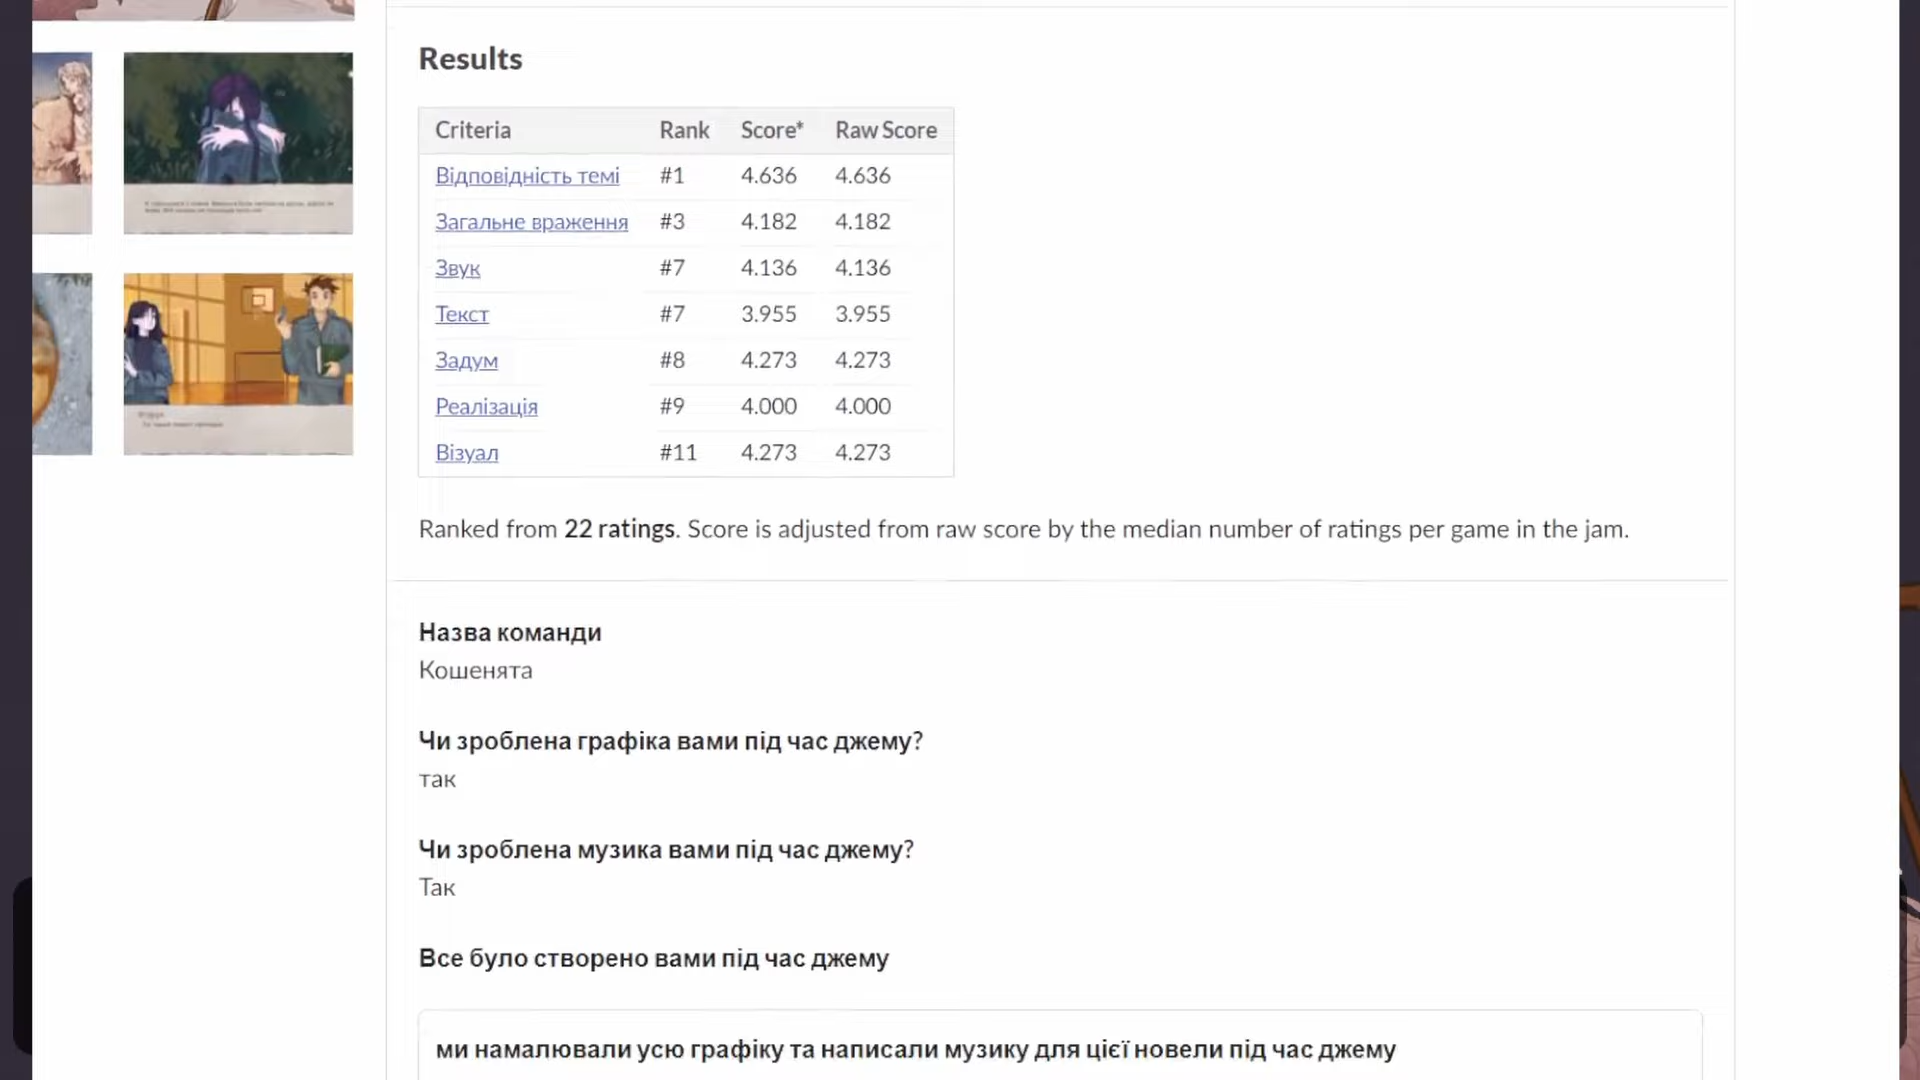 Results
Criteria Rank Score* Raw Score
Відповідність темі #1 4.636 4.636
Загальне враження #3 4.182 4.182
Звук #7 4.136 4.136
Текст #7 3.955 3.955
Задум #8 4.273 4.273
Реалізація #9 4.000 4.000
Візуал #11 4.273 4.273
Ranked from 22 ratings. Score is adjusted from raw score by the median number of ratings per game in the jam.
Назва команди
Кошенята
Чи зроблена графіка вами під час джему?
так
Чи зроблена музика вами під час джему?
Так
Все було створено вами під час джему
ми намалювали усю графіку та написали музику для цієї новели під час джему